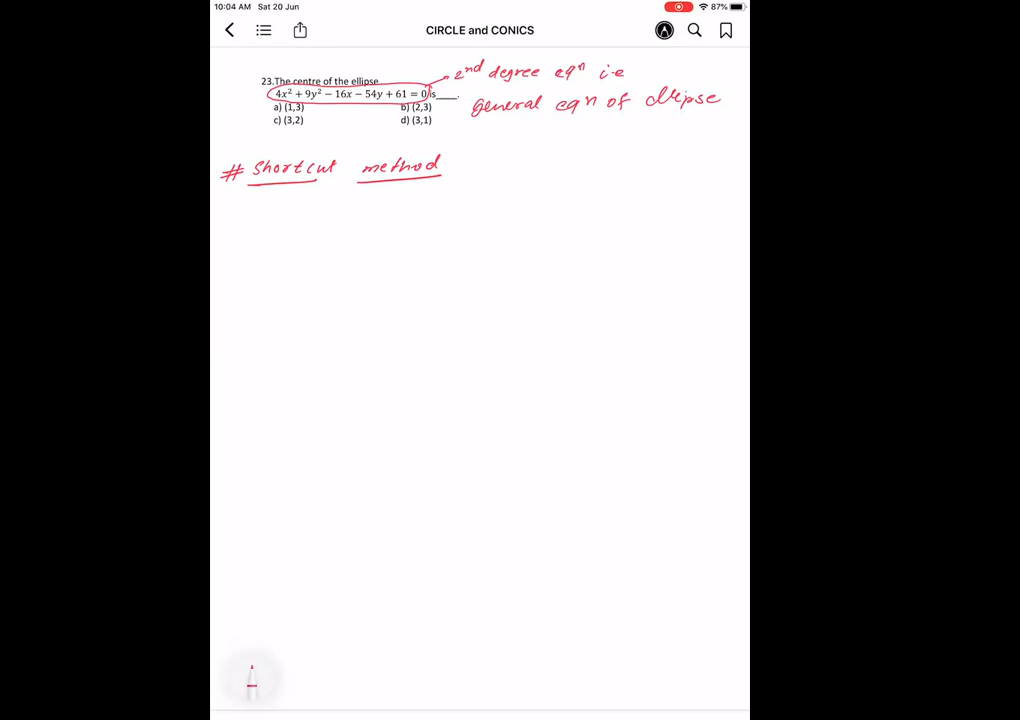 10:04 AM Sat 20 Jun 87%
CIRCLE and CONICS
23.The centre of the ellipse
4x² + 9y² − 16x − 54y + 61 = 0 is____.
a) (1,3) b) (2,3)
c) (3,2) d) (3,1)
2nd degree eqn i-e
general eqn of ellipse
# Shortcut method